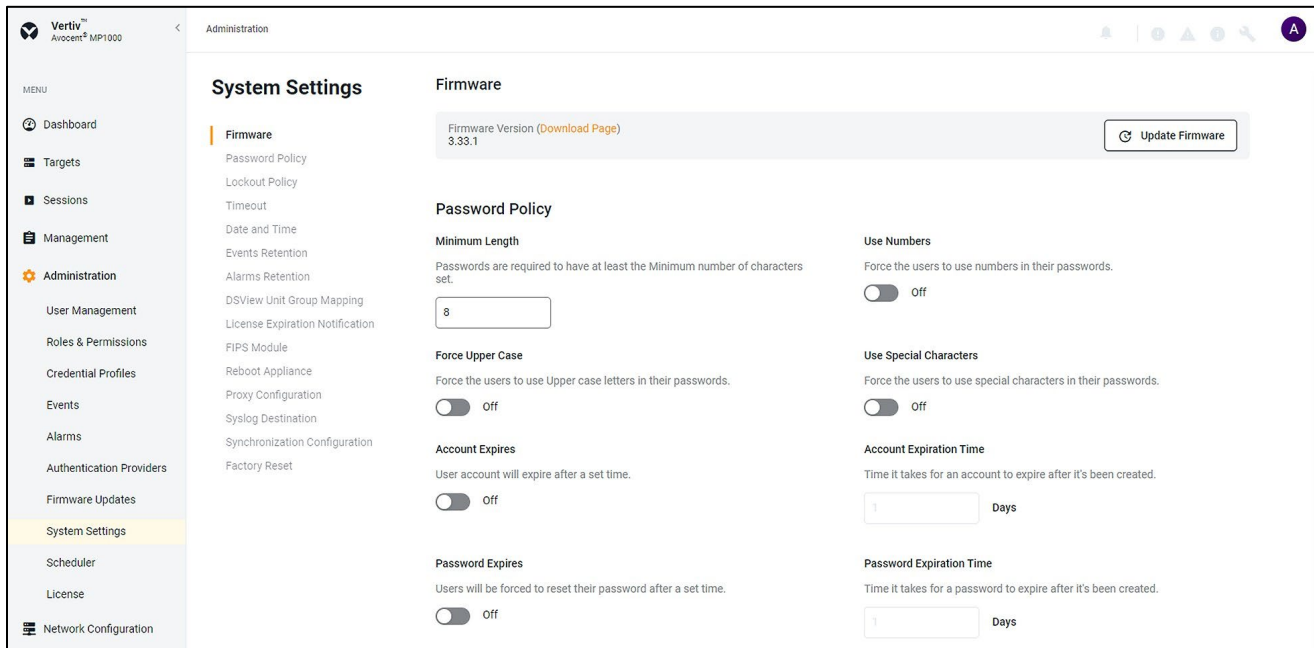 Vertiv™
Avocent® MP1000
MENU
Dashboard
Targets
Sessions
Management
Administration
User Management
Roles & Permissions
Credential Profiles
Events
Alarms
Authentication Providers
Firmware Updates
System Settings
Scheduler
License
Network Configuration
Administration
A
System Settings
Firmware
Password Policy
Lockout Policy
Timeout
Date and Time
Events Retention
Alarms Retention
DSView Unit Group Mapping
License Expiration Notification
FIPS Module
Reboot Appliance
Proxy Configuration
Syslog Destination
Synchronization Configuration
Factory Reset
Firmware
Firmware Version (Download Page)
3.33.1
Update Firmware
Password Policy
Minimum Length
Passwords are required to have at least the Minimum number of characters
set.
8
Use Numbers
Force the users to use numbers in their passwords.
Off
Force Upper Case
Force the users to use Upper case letters in their passwords.
Off
Use Special Characters
Force the users to use special characters in their passwords.
Off
Account Expires
User account will expire after a set time.
Off
Account Expiration Time
Time it takes for an account to expire after it's been created.
1 Days
Password Expires
Users will be forced to reset their password after a set time.
Off
Password Expiration Time
Time it takes for a password to expire after it's been created.
1 Days